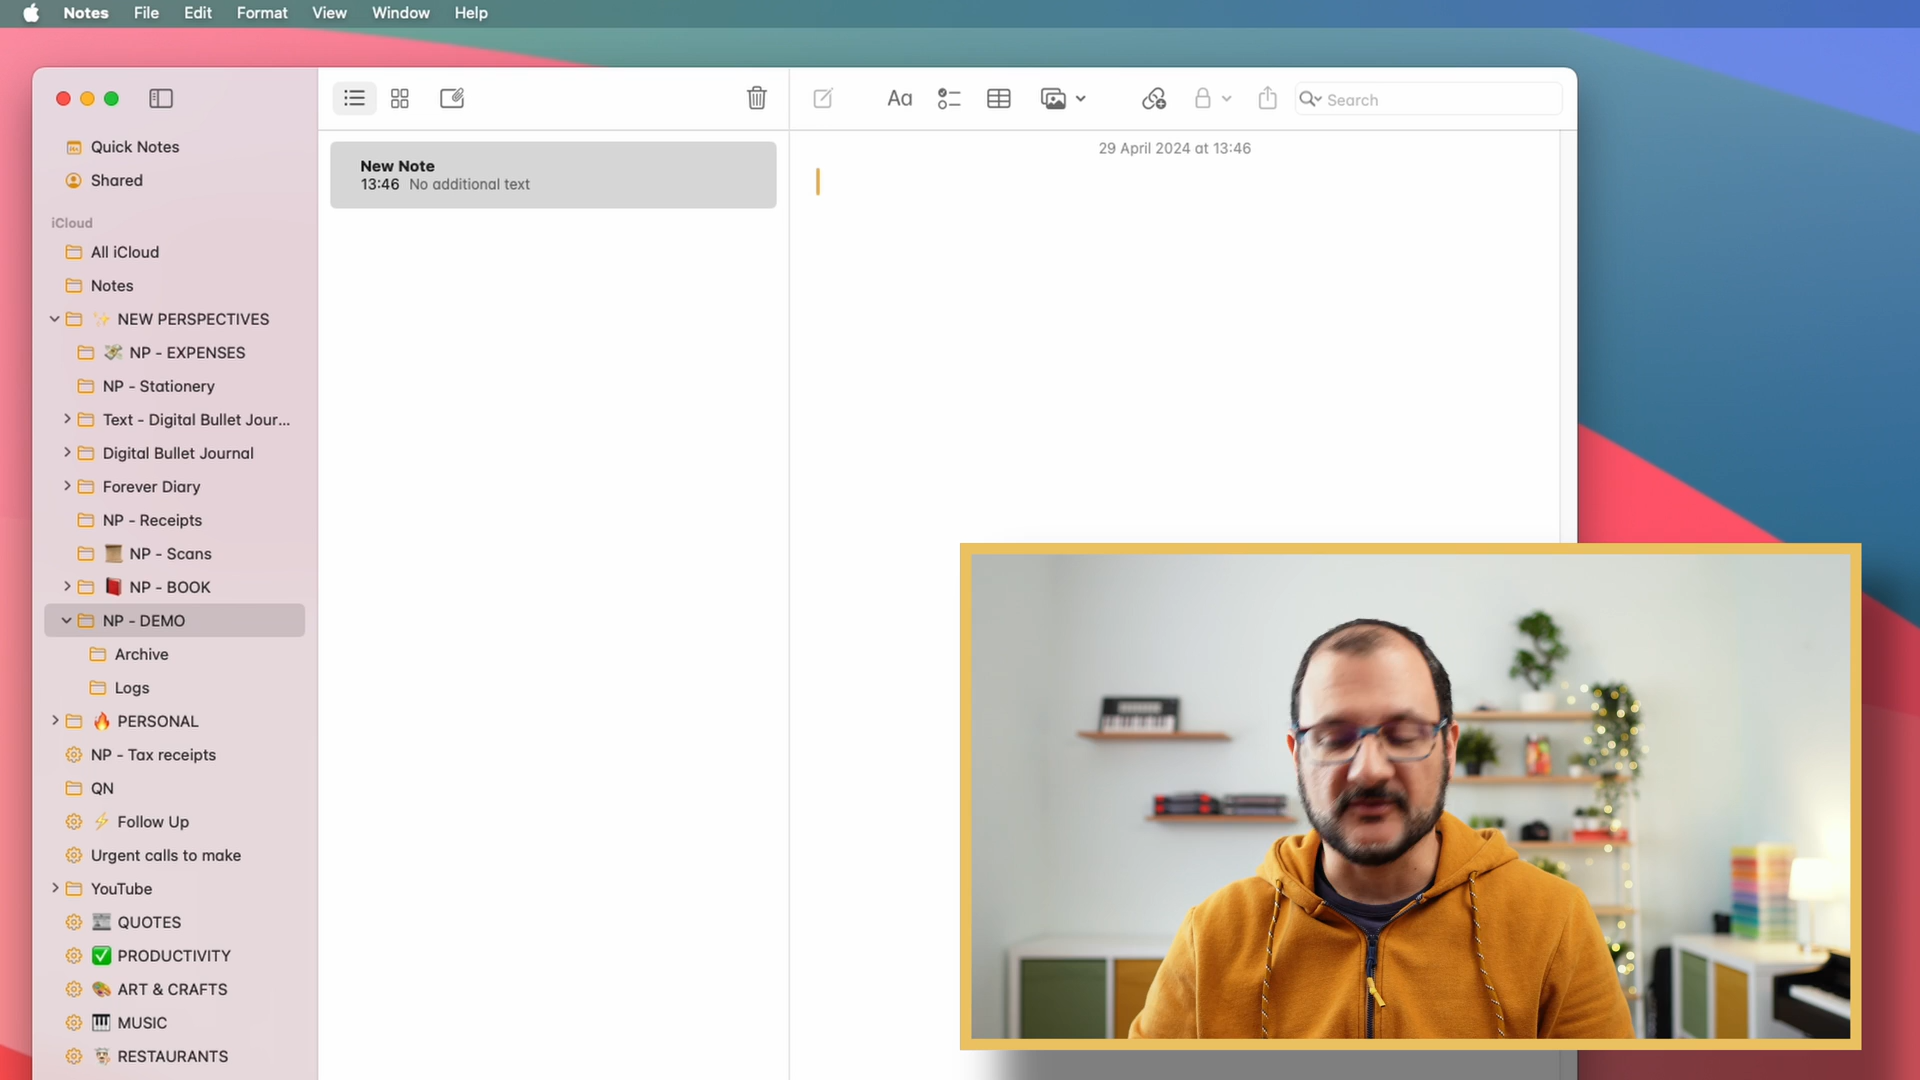 Notes File Edit Format View Window Help
Search
Quick Notes
Shared
iCloud
All iCloud
Notes
NEW PERSPECTIVES
NP - EXPENSES
NP - Stationery
Text - Digital Bullet Jour...
Digital Bullet Journal
Forever Diary
NP - Receipts
NP - Scans
NP - BOOK
NP - DEMO
Archive
Logs
PERSONAL
NP - Tax receipts
QN
Follow Up
Urgent calls to make
YouTube
QUOTES
PRODUCTIVITY
ART & CRAFTS
MUSIC
RESTAURANTS
New Note
13:46 No additional text
Aa
29 April 2024 at 13:46